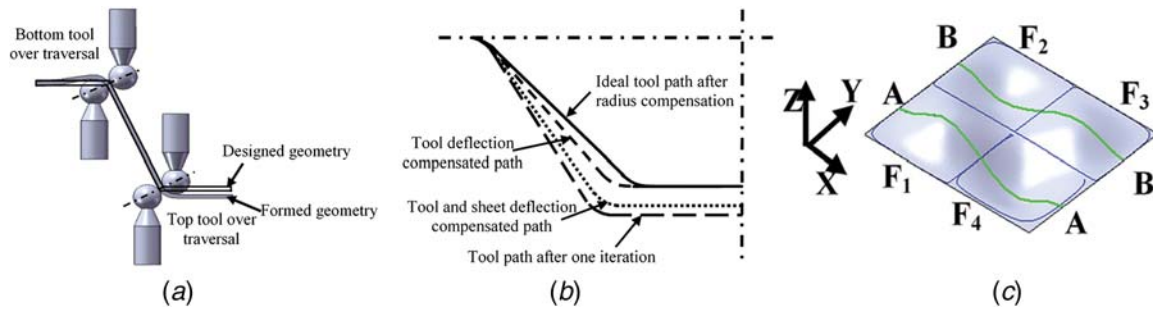 Bottom tool
over traversal
Designed geometry
Formed geometry
Top tool over
traversal
(a)
Ideal tool path after
radius compensation
Tool deflection
compensated path
Tool and sheet deflection
compensated path
Tool path after one iteration
(b)
Z
Y
X
B
F2
A
F3
F1
B
F4
A
(c)